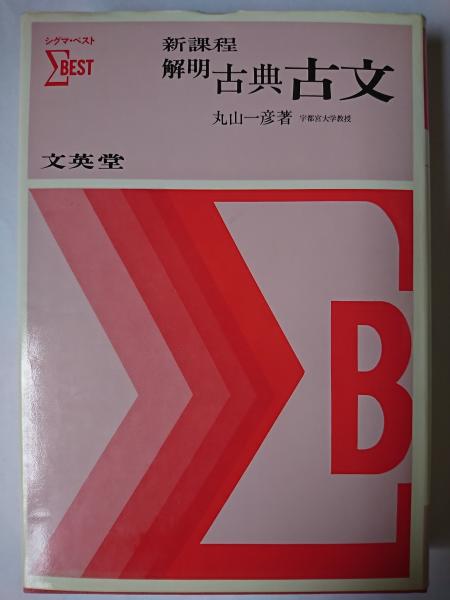 シグマ・ベスト
ΣBEST
新課程
解明古典古文
丸山一彦著 宇都宮大学教授
文英堂
ΣB